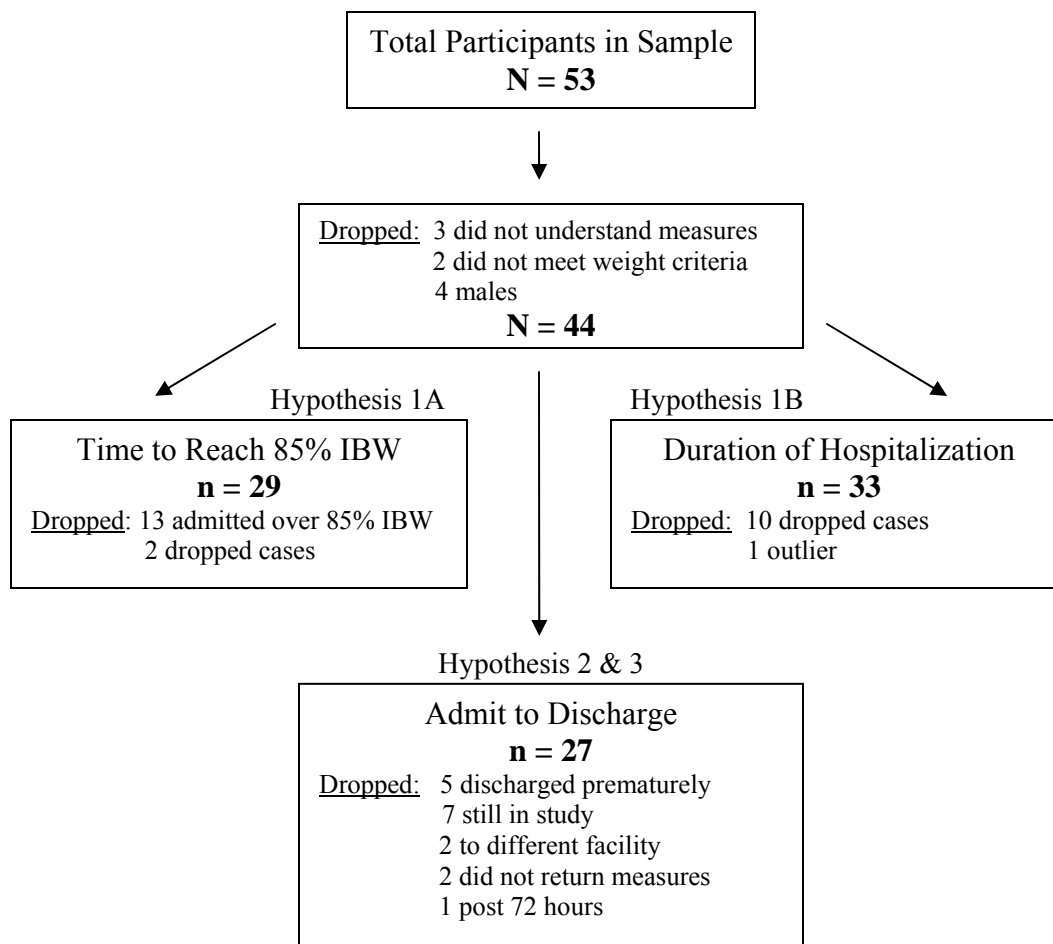 Total Participants in Sample
N = 53
Dropped: 3 did not understand measures
2 did not meet weight criteria
4 males
N = 44
Hypothesis 1A
Time to Reach 85% IBW
n = 29
Dropped: 13 admitted over 85% IBW
2 dropped cases
Hypothesis 1B
Duration of Hospitalization
n = 33
Dropped: 10 dropped cases
1 outlier
Hypothesis 2 & 3
Admit to Discharge
n = 27
Dropped: 5 discharged prematurely
7 still in study
2 to different facility
2 did not return measures
1 post 72 hours